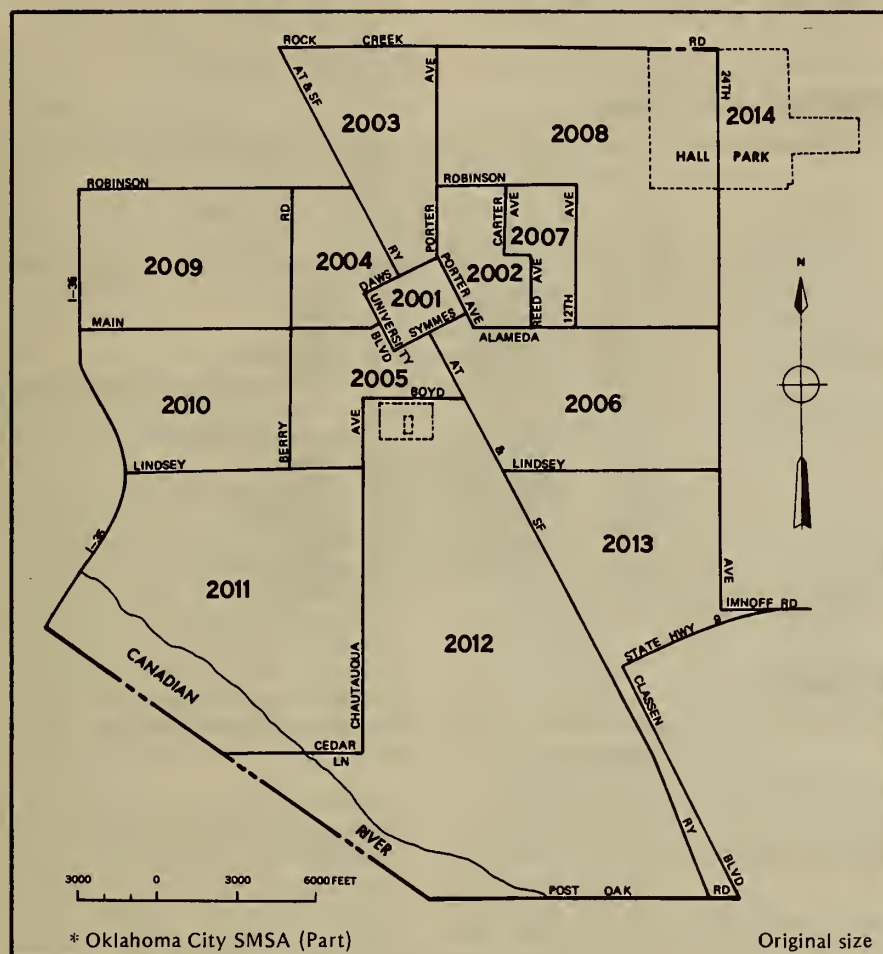 ROCK CREEK RD
AT & SF
AVE
24TH
2003
2008
2014
HALL PARK
ROBINSON
ROBINSON
RD
PORTER
CARTER
AVE
2007
AVE
2009
2004
RY
2002
REED AVE
12TH
I-35
DAWS
2001
PORTER AVE
N
MAIN
UNIVERSITY
BLVD
SYMMES
ALAMEDA
2005
AT
2010
BOYD
2006
BERRY
AVE
&
LINDSEY
LINDSEY
SF
I-35
2013
AVE
2011
IMHOFF RD
2012
STATE HWY 9
CANADIAN
CHAUTAUQUA
CLASSEN
CEDAR
LN
RIVER
RY
BLVD
3000 0 3000 6000 FEET
POST OAK RD
* Oklahoma City SMSA (Part)
Original size